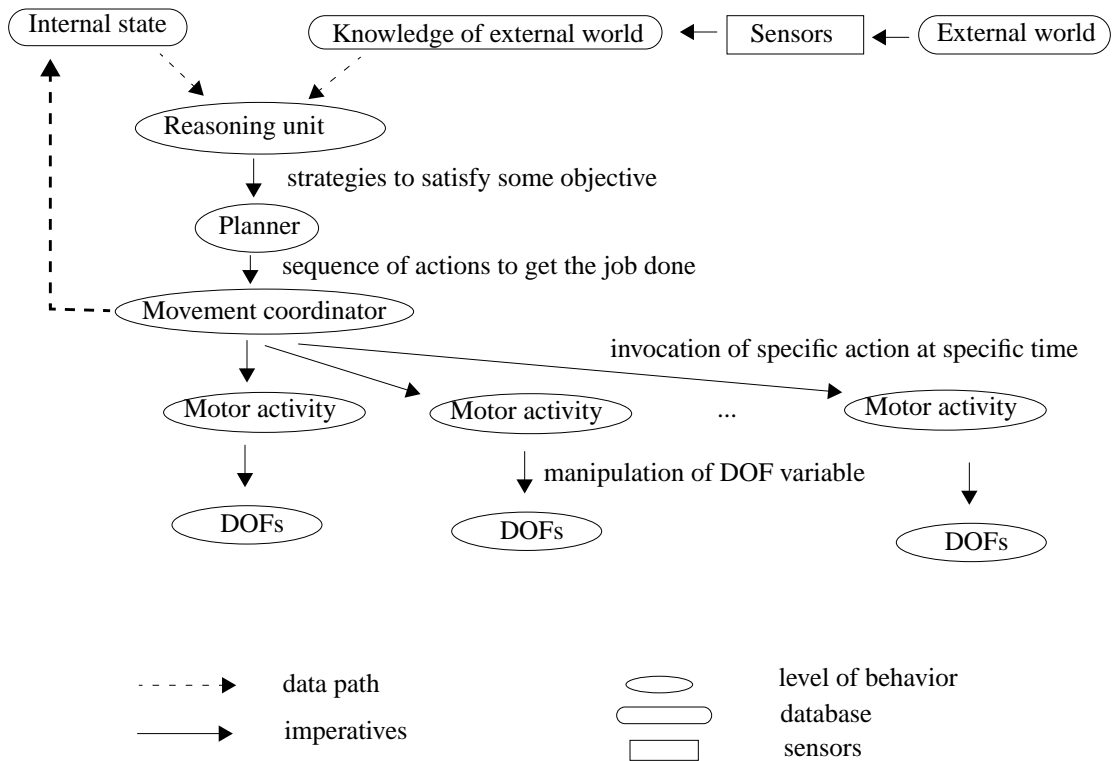 Internal state
Knowledge of external world
Sensors
External world
Reasoning unit
strategies to satisfy some objective
Planner
sequence of actions to get the job done
Movement coordinator
invocation of specific action at specific time
Motor activity
Motor activity
...
Motor activity
manipulation of DOF variable
DOFs
DOFs
DOFs
data path
imperatives
level of behavior
database
sensors